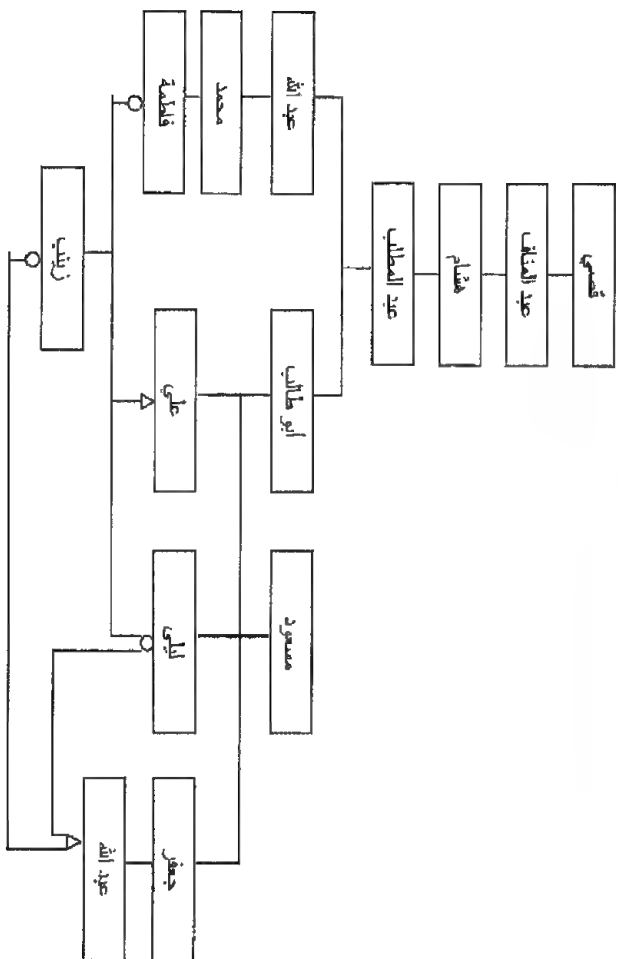 قصي
عبد المناف
هشام
عبد المطلب
مسعود
أبو طالب
عبد الله
محمد
جعفر
ليلى
علي
فاطمة
عبد الله
زينب